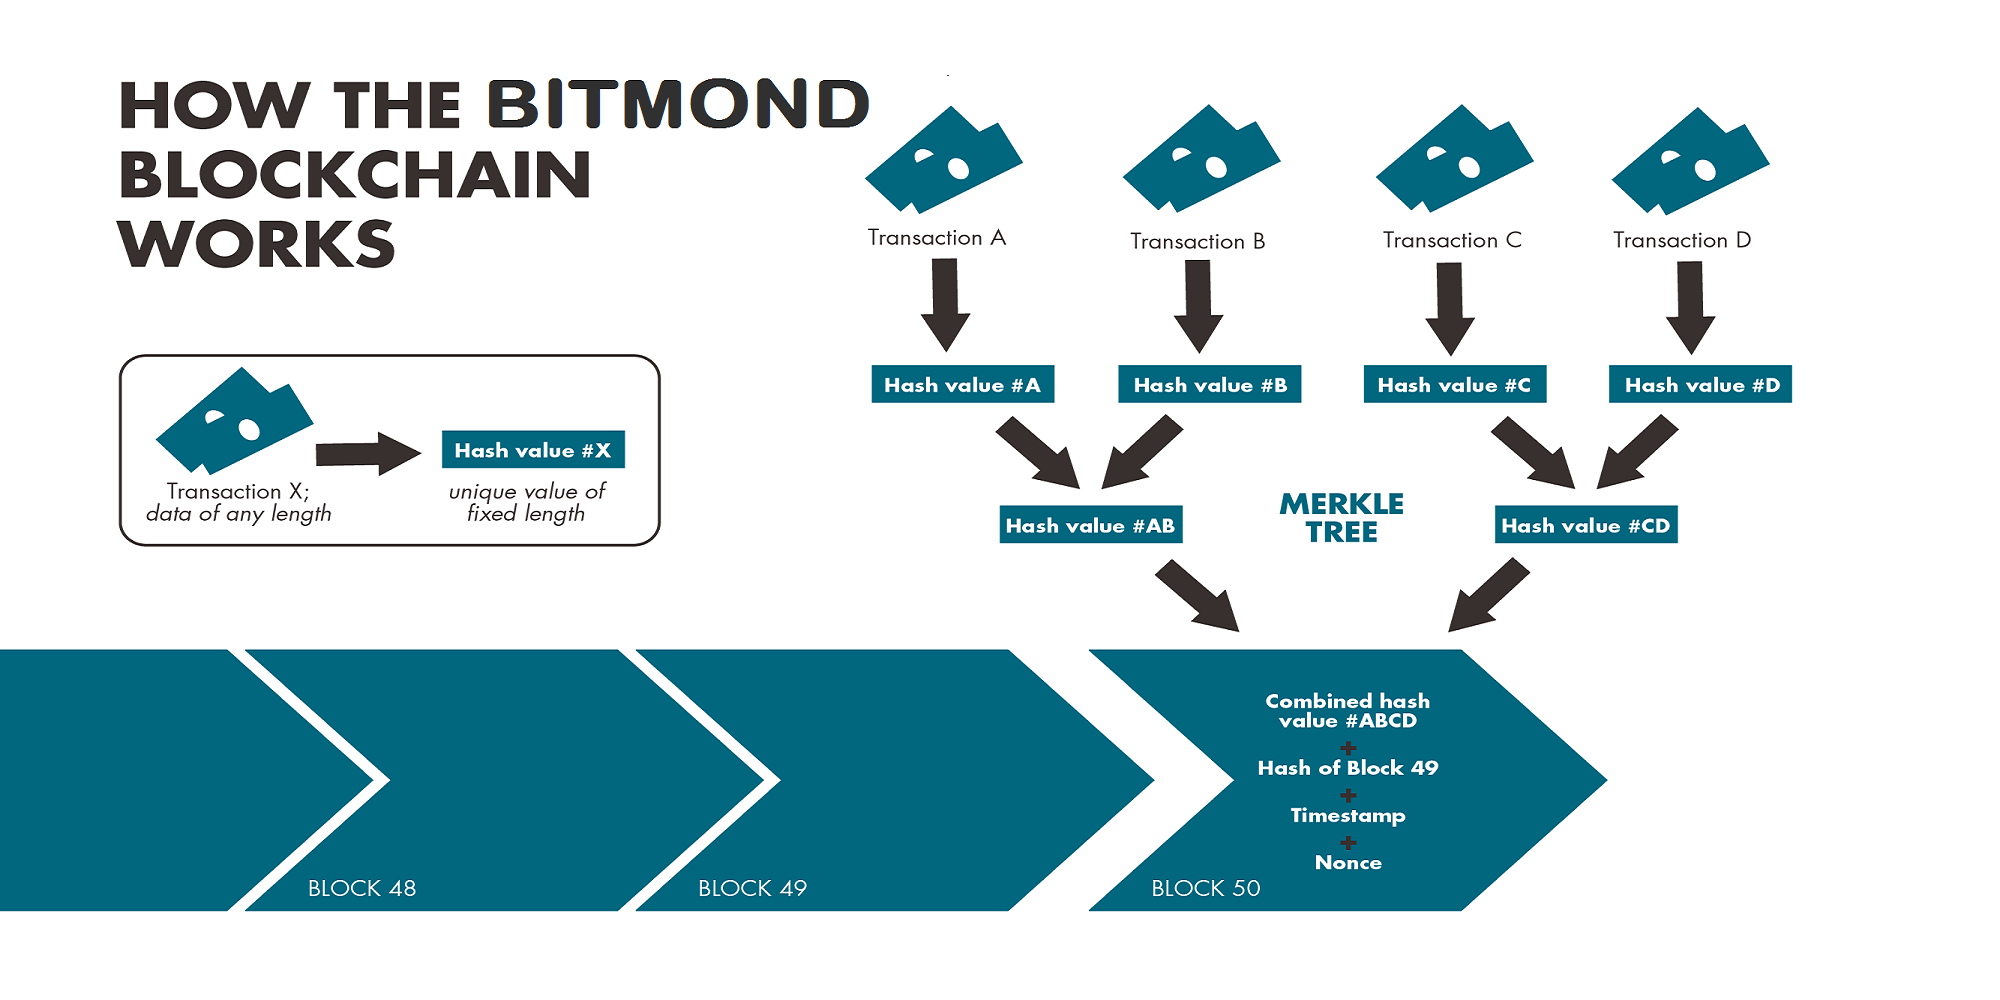 HOW THE BITMOND
BLOCKCHAIN
WORKS
Transaction X;
data of any length
Hash value #X
unique value of
fixed length
Transaction A
Transaction B
Transaction C
Transaction D
Hash value #A
Hash value #B
Hash value #C
Hash value #D
Hash value #AB
MERKLE
TREE
Hash value #CD
BLOCK 48
BLOCK 49
Combined hash
value #ABCD
+
Hash of Block 49
+
Timestamp
+
Nonce
BLOCK 50